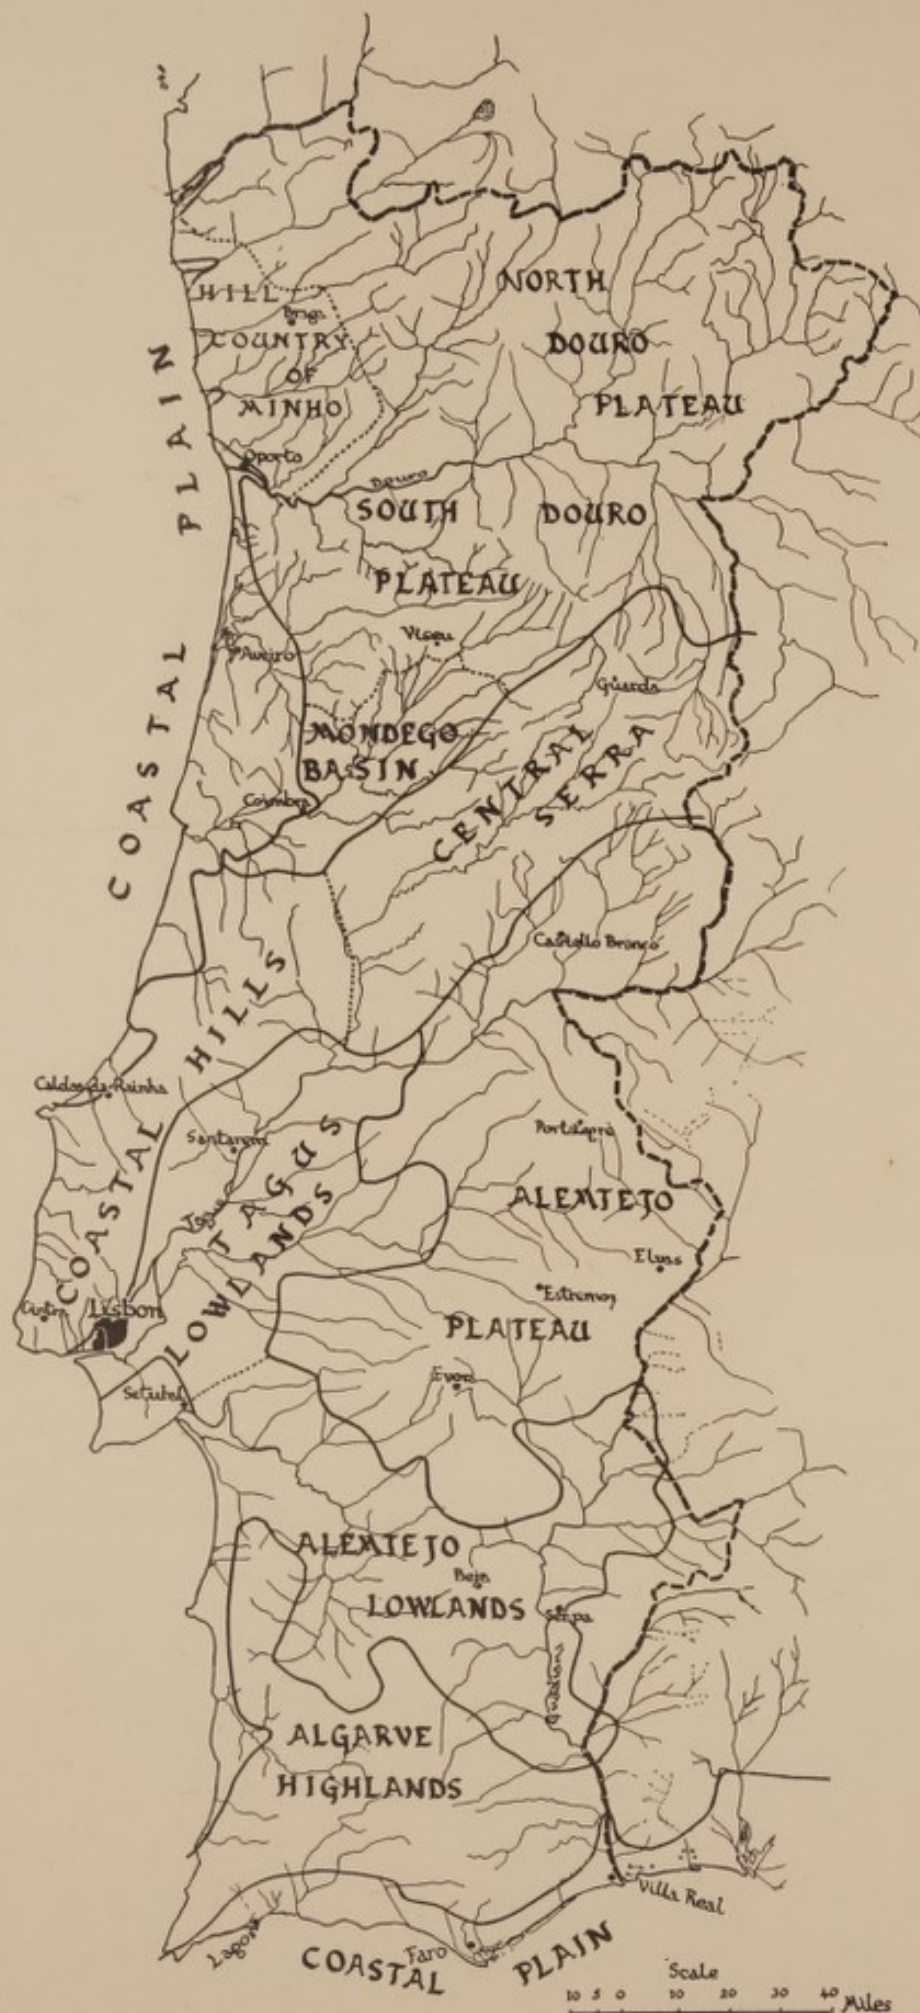 NORTH
DOURO
PLATEAU
HILL
Braga
COUNTRY
OF
MINHO
COASTAL PLAIN
Oporto
Douro
SOUTH DOURO
PLATEAU
Viseu
Aveiro
Guarda
MONDEGO
BASIN
CENTRAL
SERRA
Coimbra
Castello Branco
COASTAL HILLS
Caldas da Rainha
Santarem
Tagus
TAGUS
LOWLANDS
Portalegre
ALEMTEJO
Elvas
Estremoz
PLATEAU
Cintra
Lisbon
Setubal
Evora
ALEMTEJO
Beja
LOWLANDS
Serpa
Guadiana
ALGARVE
HIGHLANDS
Villa Real
Lagos
Faro
COASTAL PLAIN
Scale
10 5 0 10 20 30 40 Miles